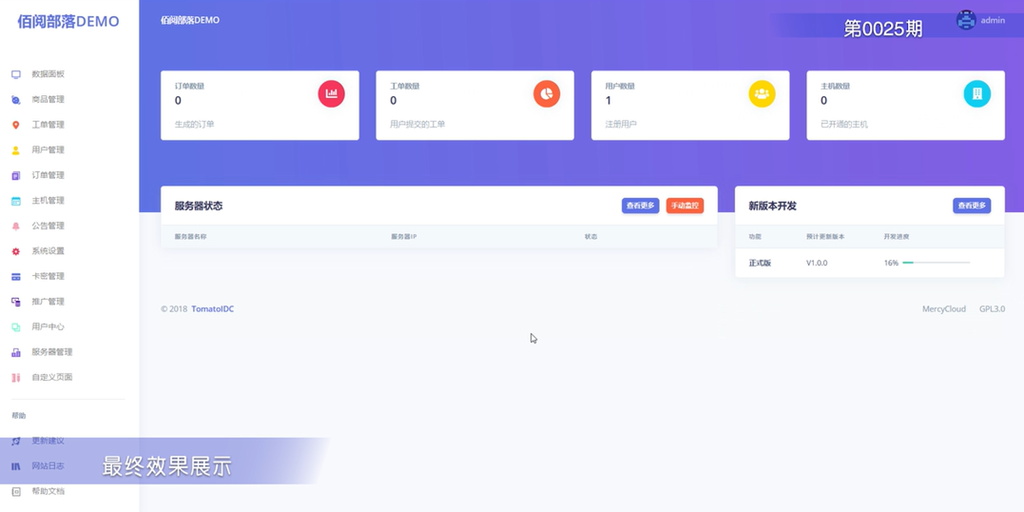 佰阅部落DEMO
佰阅部落DEMO
第0025期
admin
数据面板
商品管理
工单管理
用户管理
订单管理
主机管理
公告管理
系统设置
卡密管理
推广管理
用户中心
服务器管理
自定义页面
帮助
更新建议
网站日志
帮助文档
订单数量
0
生成的订单
工单数量
0
用户提交的工单
用户数量
1
注册用户
主机数量
0
已开通的主机
服务器状态
查看更多
手动监控
服务器名称
服务器IP
状态
新版本开发
查看更多
功能
预计更新版本
开发进度
正式版
V1.0.0
16%
© 2018 TomatoIDC
MercyCloud
GPL3.0
最终效果展示